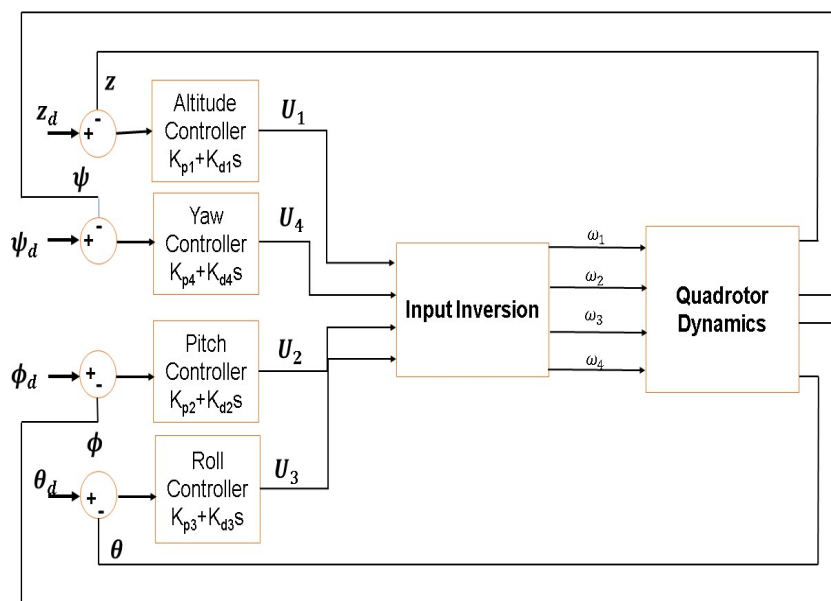 z
z_d
+
-
Altitude
Controller
K_p1+K_d1s
U_1
ψ
ψ_d
+
-
Yaw
Controller
K_p4+K_d4s
U_4
ϕ_d
+
-
ϕ
Pitch
Controller
K_p2+K_d2s
U_2
θ_d
+
-
θ
Roll
Controller
K_p3+K_d3s
U_3
Input Inversion
ω_1
ω_2
ω_3
ω_4
Quadrotor
Dynamics